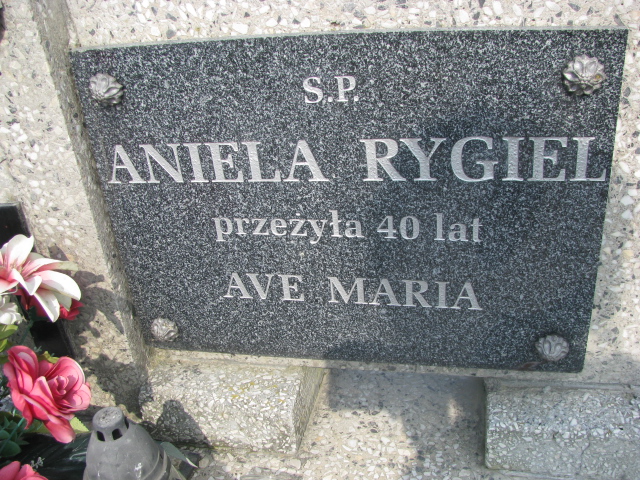 Ś.P.
ANIELA RYGIEL
przeżyła 40 lat
AVE MARIA